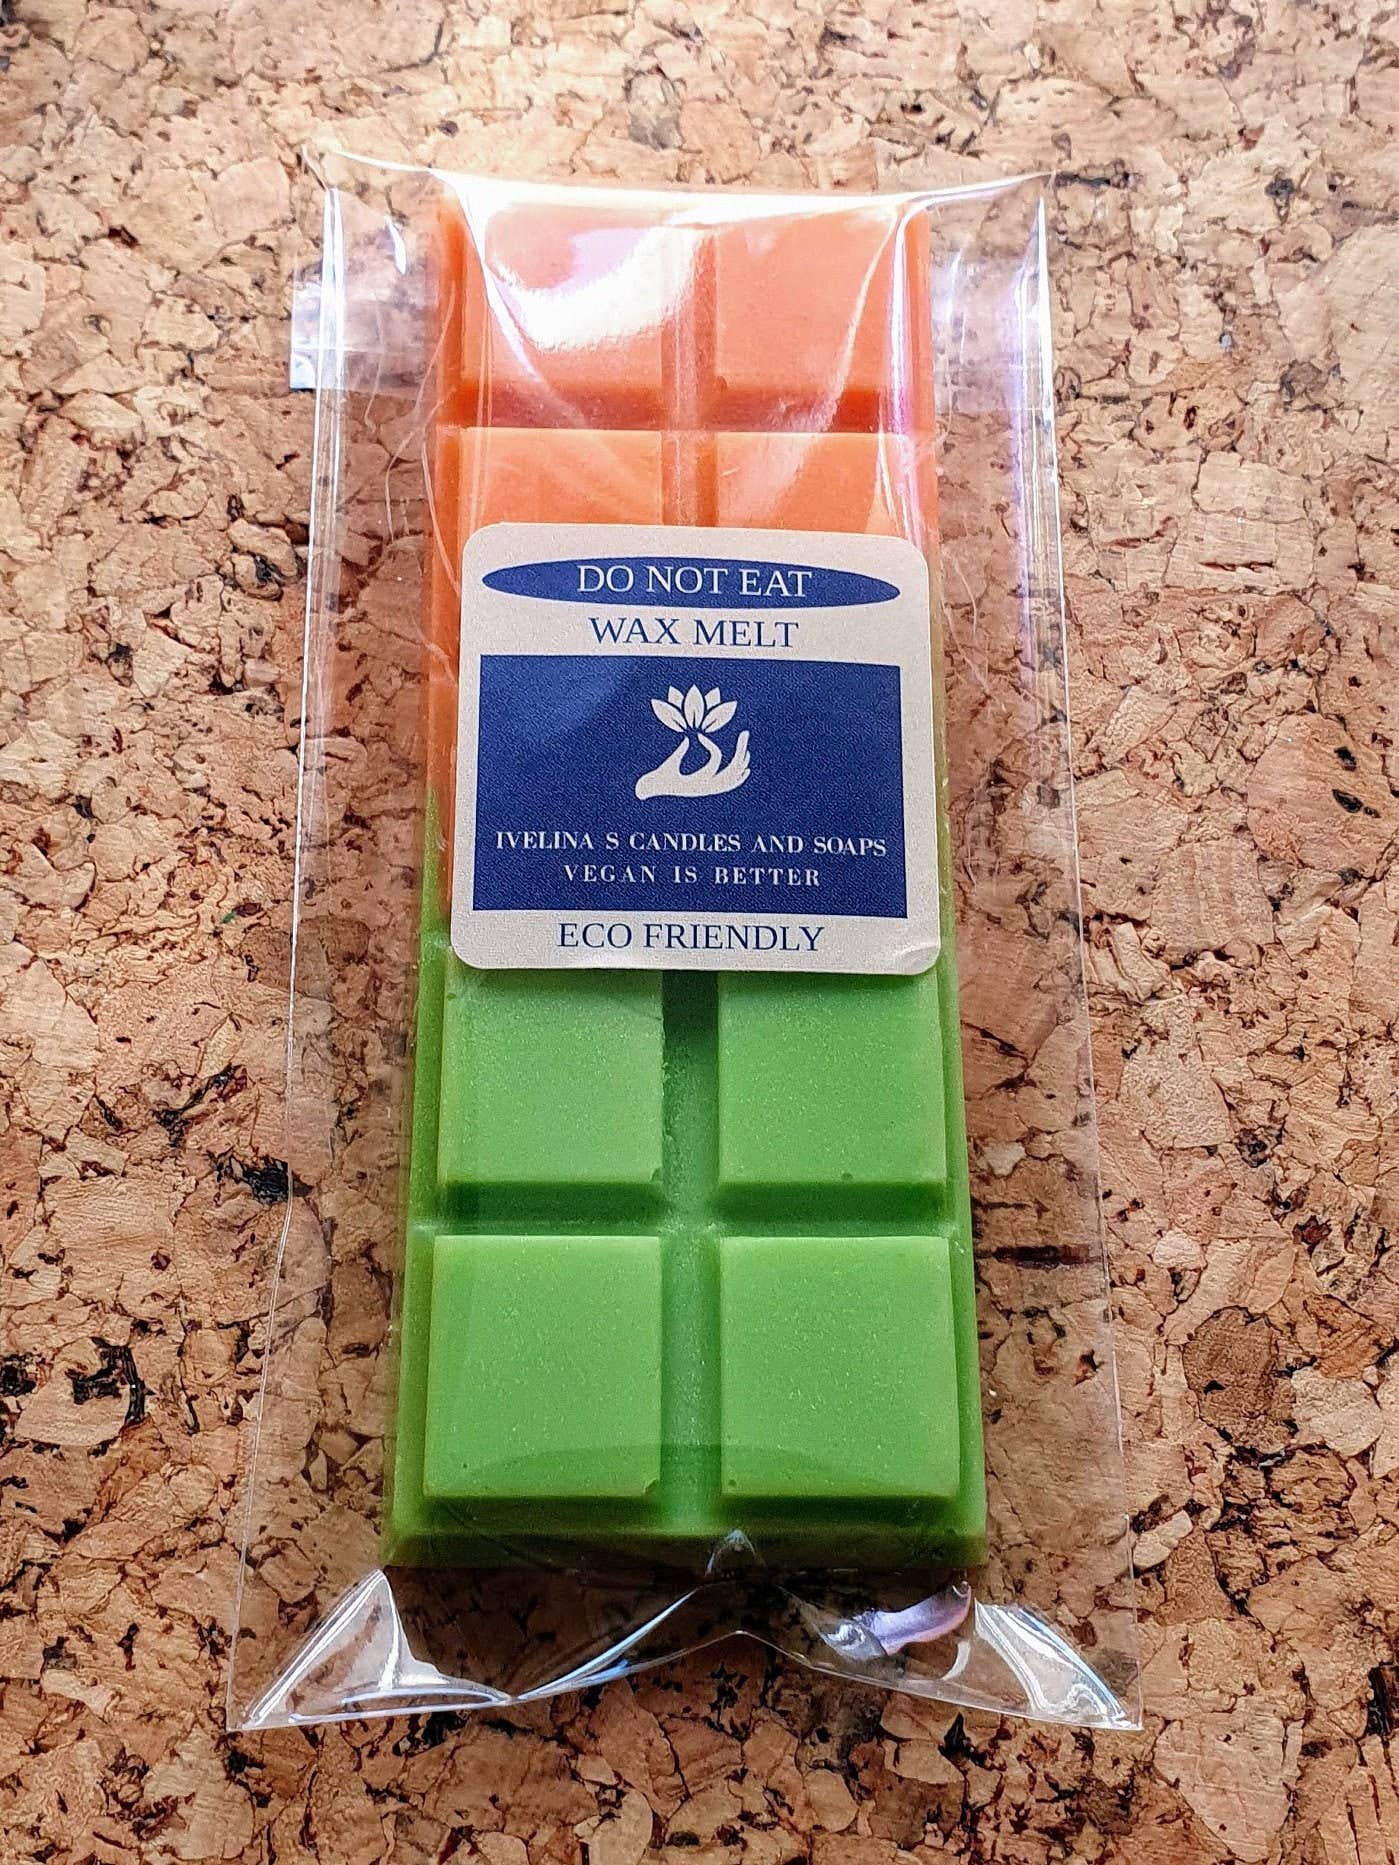 DO NOT EAT
WAX MELT
IVELINA S CANDLES AND SOAPS
VEGAN IS BETTER
ECO FRIENDLY